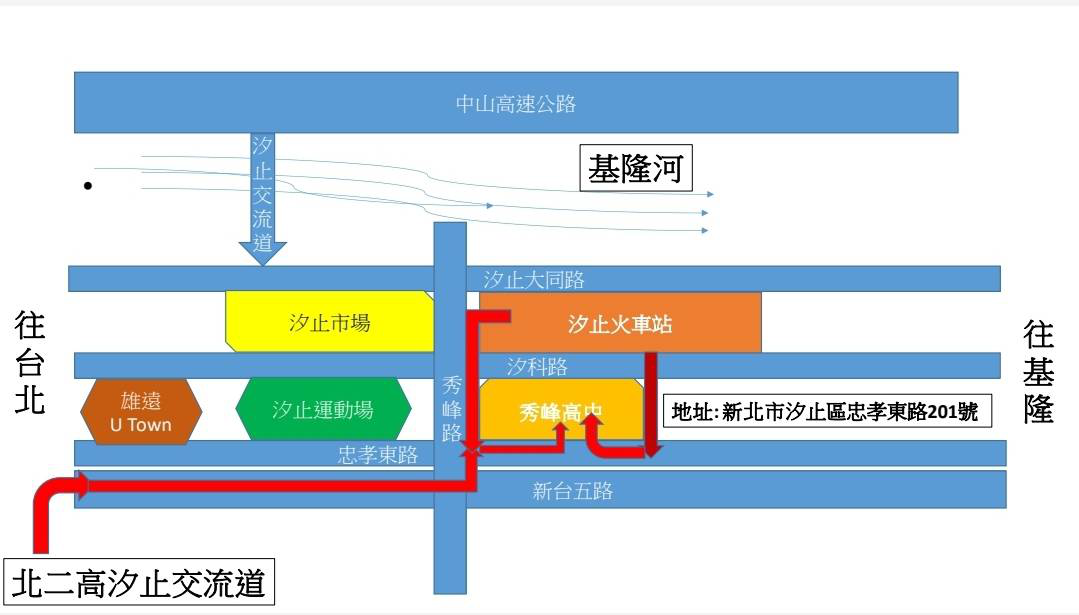 中山高速公路
汐止交流道
基隆河
汐止大同路
往台北
汐止市場
汐止火車站
往基隆
汐科路
秀峰路
雄遠
U Town
汐止運動場
秀峰高中
地址: 新北市汐止區忠孝東路201號
忠孝東路
新台五路
北二高汐止交流道